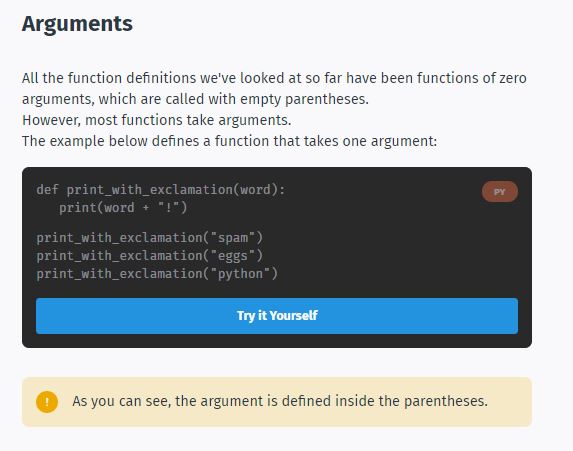 Arguments
All the function definitions we've looked at so far have been functions of zero
arguments, which are called with empty parentheses.
However, most functions take arguments.
The example below defines a function that takes one argument:
def print_with_exclamation(word):
PY
   print(word + "!")
print_with_exclamation("spam")
print_with_exclamation("eggs")
print_with_exclamation("python")
Try it Yourself
! As you can see, the argument is defined inside the parentheses.